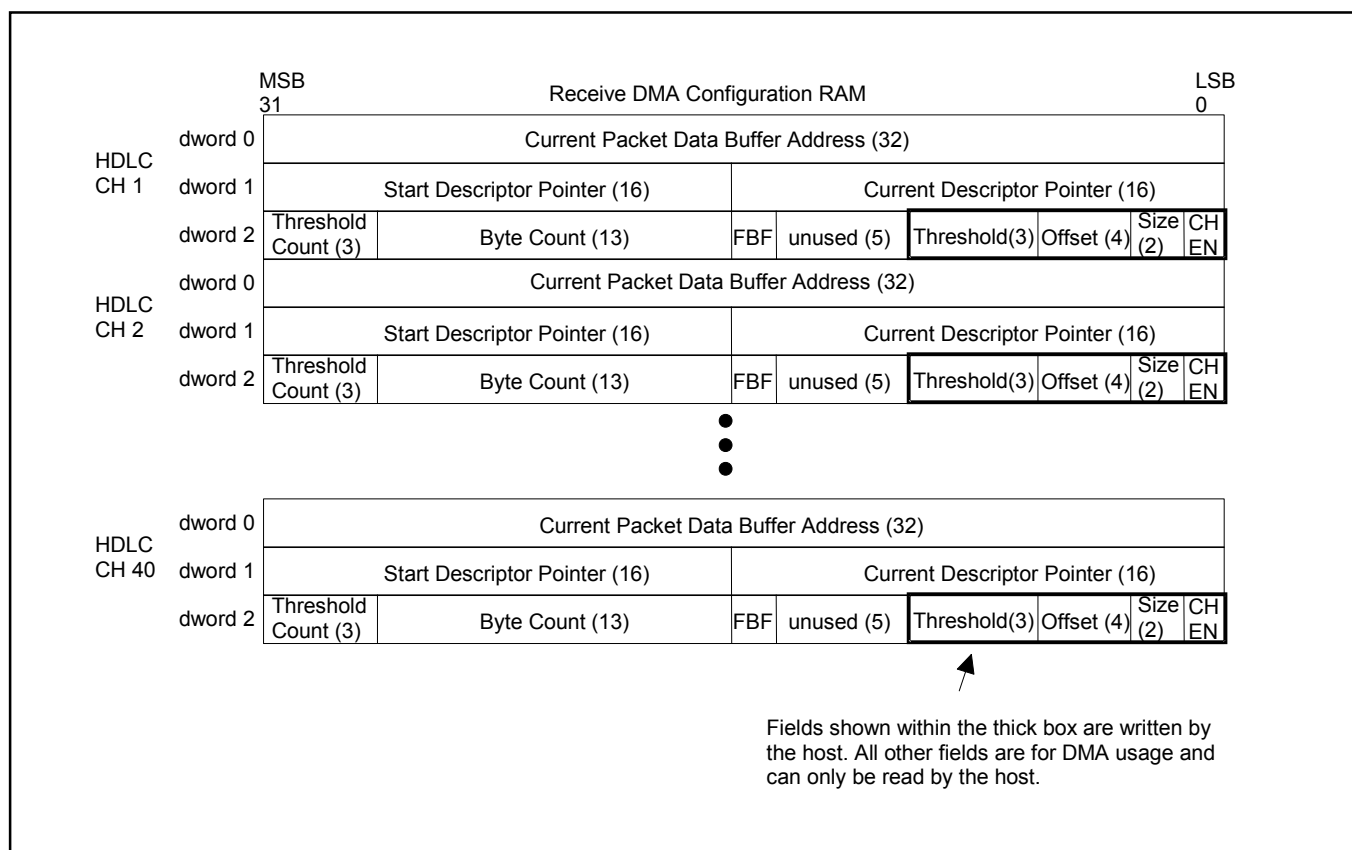 MSB
31
Receive DMA Configuration RAM
LSB
0
HDLC
CH 1
dword 0
Current Packet Data Buffer Address (32)
dword 1
Start Descriptor Pointer (16)
Current Descriptor Pointer (16)
dword 2
Threshold
Count (3)
Byte Count (13)
FBF
unused (5)
Threshold(3)
Offset (4)
Size
(2)
CH
EN
HDLC
CH 2
dword 0
Current Packet Data Buffer Address (32)
dword 1
Start Descriptor Pointer (16)
Current Descriptor Pointer (16)
dword 2
Threshold
Count (3)
Byte Count (13)
FBF
unused (5)
Threshold(3)
Offset (4)
Size
(2)
CH
EN
HDLC
CH 40
dword 0
Current Packet Data Buffer Address (32)
dword 1
Start Descriptor Pointer (16)
Current Descriptor Pointer (16)
dword 2
Threshold
Count (3)
Byte Count (13)
FBF
unused (5)
Threshold(3)
Offset (4)
Size
(2)
CH
EN
Fields shown within the thick box are written by
the host. All other fields are for DMA usage and
can only be read by the host.